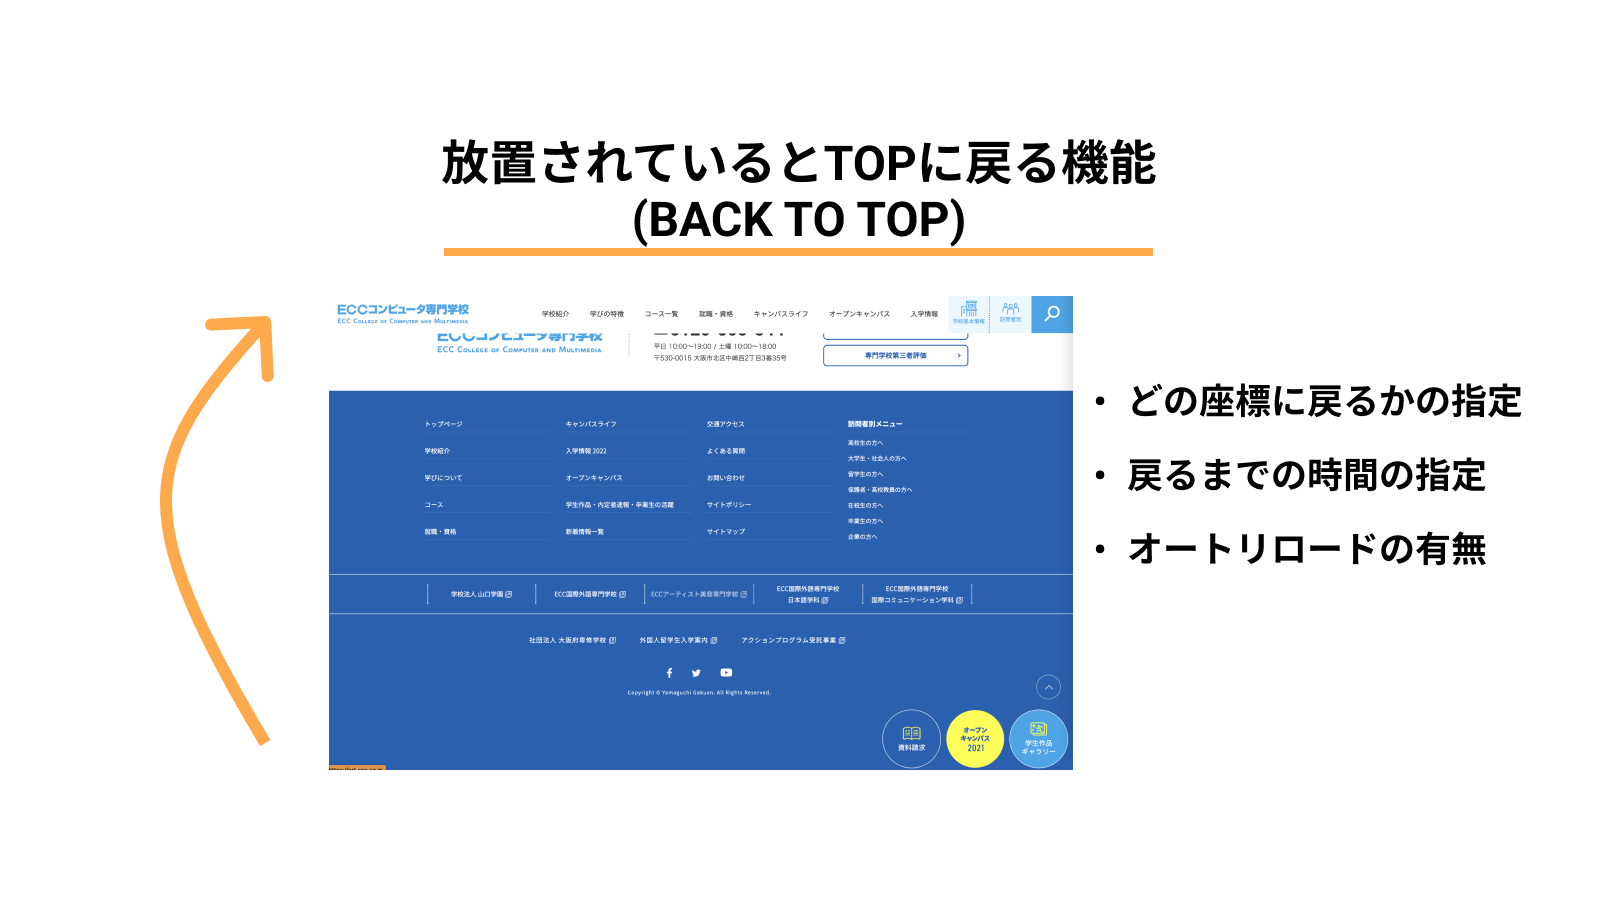 放置されているとTOPに戻る機能
(BACK TO TOP)
ECCコンピュータ専門学校
ECC College of Computer and Multimedia
学校紹介 学びの特徴 コース一覧 就職・資格 キャンパスライフ オープンキャンパス 入学情報
学校基本情報 訪問者別
ECCコンピュータ専門学校
ECC College of Computer and Multimedia
平日 10:00~19:00 / 土曜 10:00~18:00
〒530-0015 大阪市北区中崎西2丁目3番35号
専門学校第三者評価
トップページ
学校紹介
学びについて
コース
就職・資格
キャンパスライフ
入学情報 2022
オープンキャンパス
学生作品・内定者速報・卒業生の活躍
新着情報一覧
交通アクセス
よくある質問
お問い合わせ
サイトポリシー
サイトマップ
訪問者別メニュー
高校生の方へ
大学生・社会人の方へ
留学生の方へ
保護者・高校教員の方へ
在校生の方へ
卒業生の方へ
企業の方へ
学校法人 山口学園
ECC国際外語専門学校
ECCアーティスト美容専門学校
ECC国際外語専門学校
日本語学科
ECC国際外語専門学校
国際コミュニケーション学科
社団法人 大阪府専修学校 外国人留学生入学案内 アクションプログラム受託事業
Copyright © Yamaguchi Gakuen. All Rights Reserved.
資料請求
オープン
キャンパス
2021
学生作品
ギャラリー
• どの座標に戻るかの指定
• 戻るまでの時間の指定
• オートリロードの有無